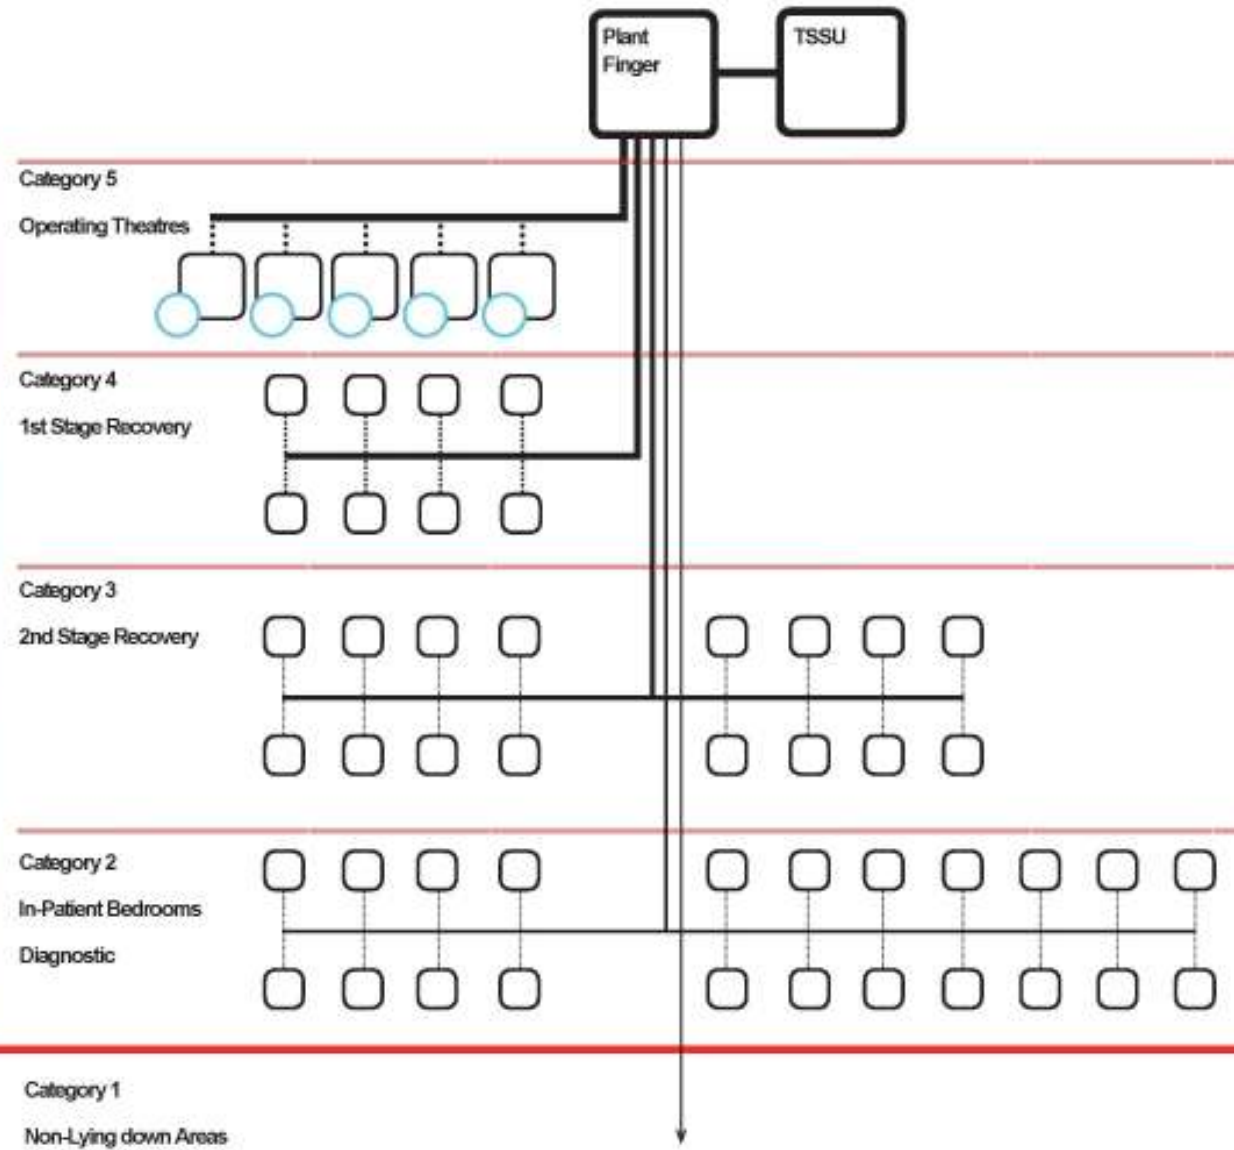 Plant
Finger
TSSU
Category 5
Operating Theatres
Category 4
1st Stage Recovery
Category 3
2nd Stage Recovery
Category 2
In-Patient Bedrooms
Diagnostic
Category 1
Non-Lying down Areas